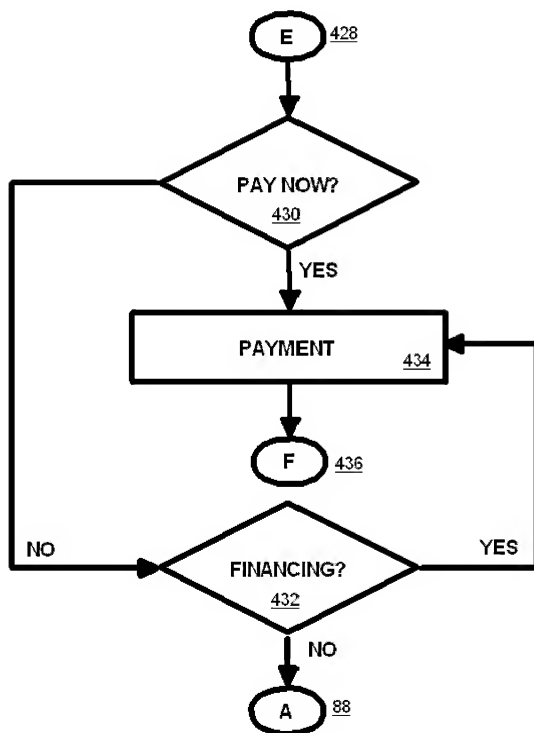 E
428
PAY NOW?
430
YES
PAYMENT
434
F
436
NO
FINANCING?
432
YES
NO
A
88